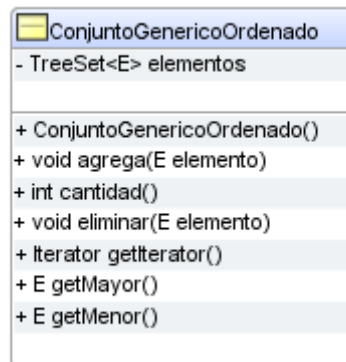 ConjuntoGenericoOrdenado
- TreeSet<E> elementos
+ ConjuntoGenericoOrdenado()
+ void agrega(E elemento)
+ int cantidad()
+ void eliminar(E elemento)
+ Iterator getIterator()
+ E getMayor()
+ E getMenor()